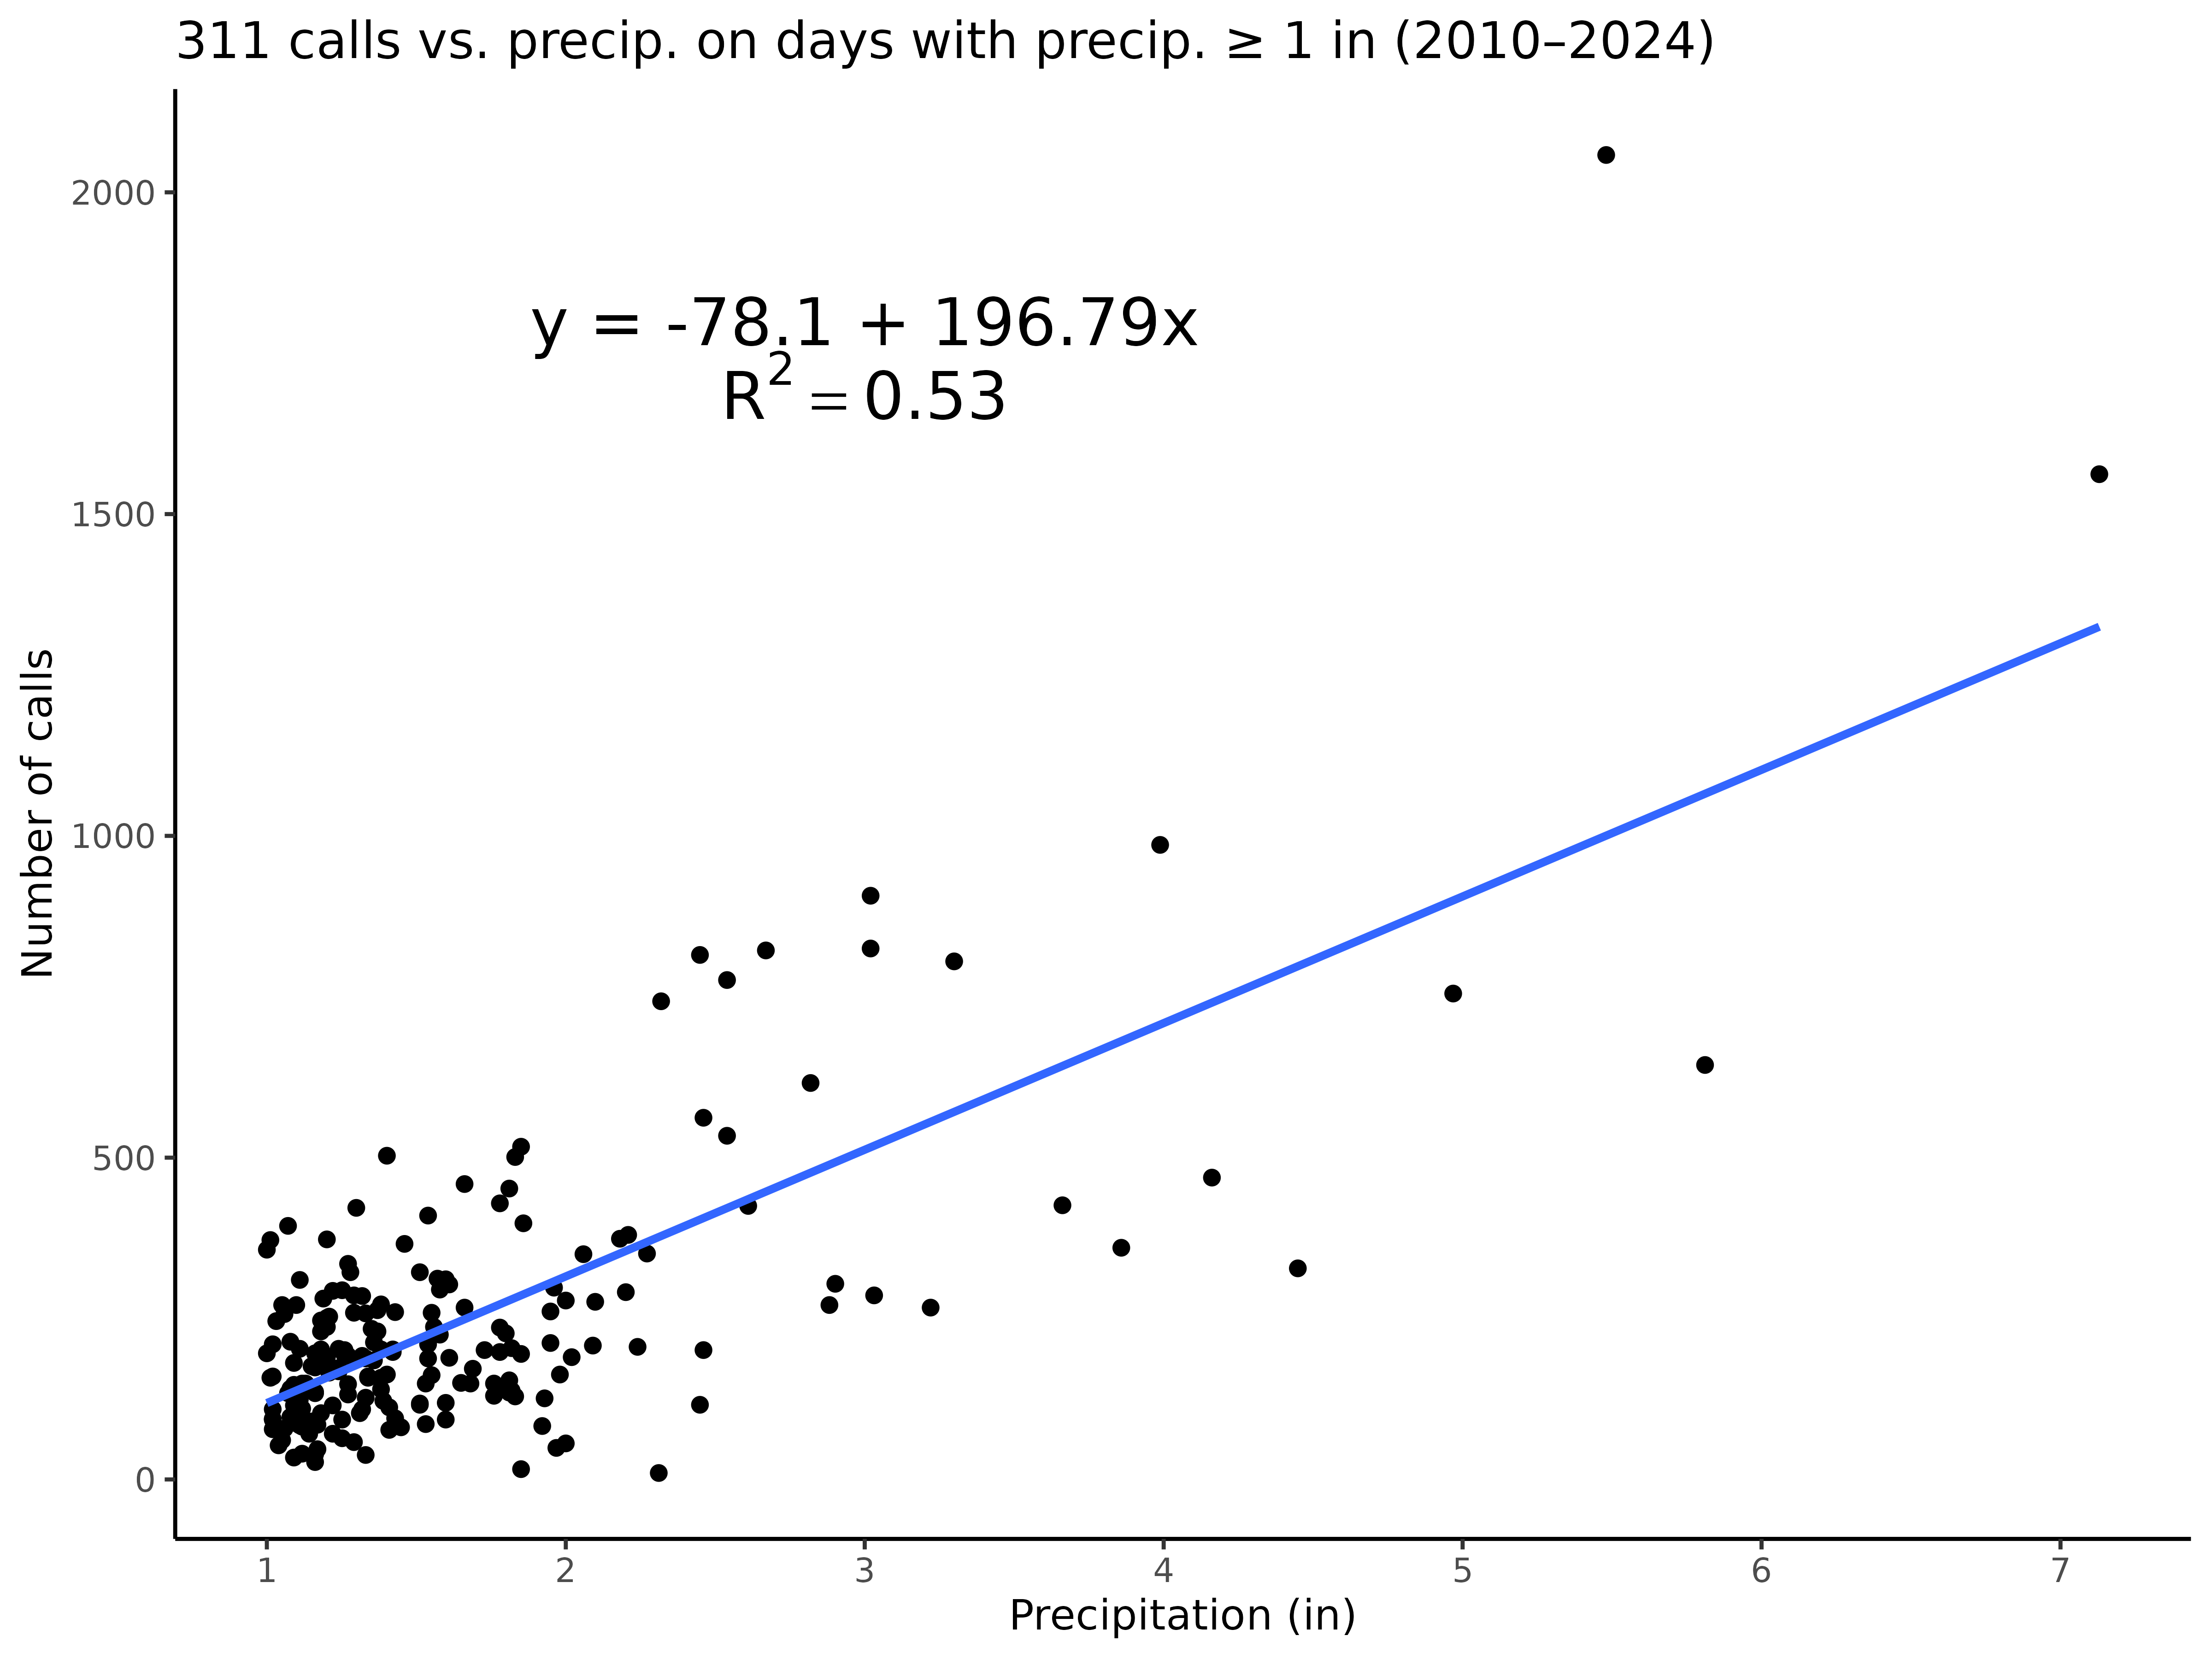 311 calls vs. precip. on days with precip. ≥ 1 in (2010–2024)
y = -78.1 + 196.79x
R² = 0.53
Number of calls
2000
1500
1000
500
0
1 2 3 4 5 6 7
Precipitation (in)